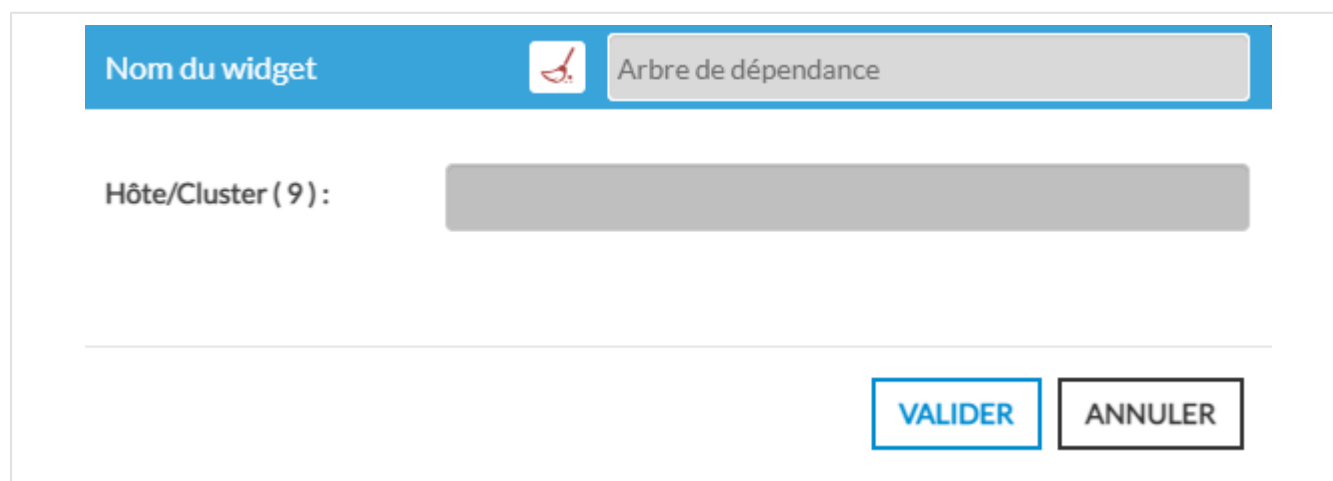 Nom du widget Arbre de dépendance
Hôte/Cluster ( 9 ) :
VALIDER ANNULER